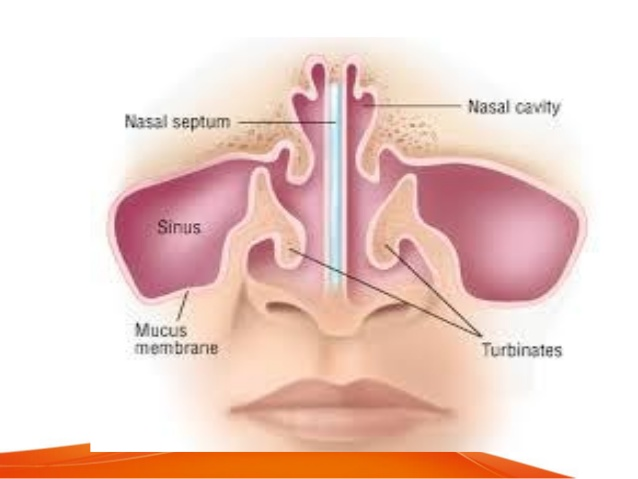 Nasal cavity
Nasal septum
Sinus
Mucus
membrane
Turbinates